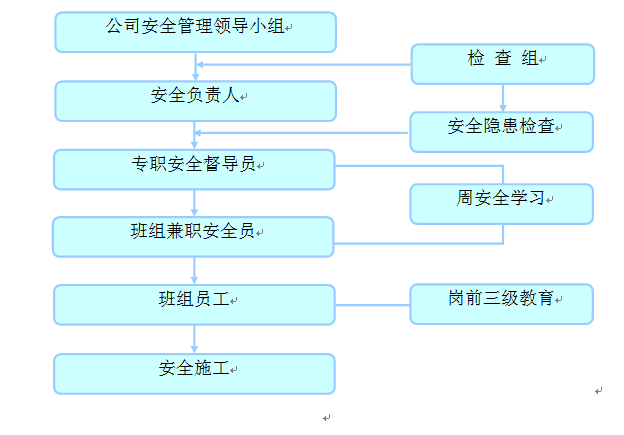 公司安全管理领导小组
检 查 组
安全负责人
安全隐患检查
专职安全督导员
周安全学习
班组兼职安全员
班组员工
岗前三级教育
安全施工